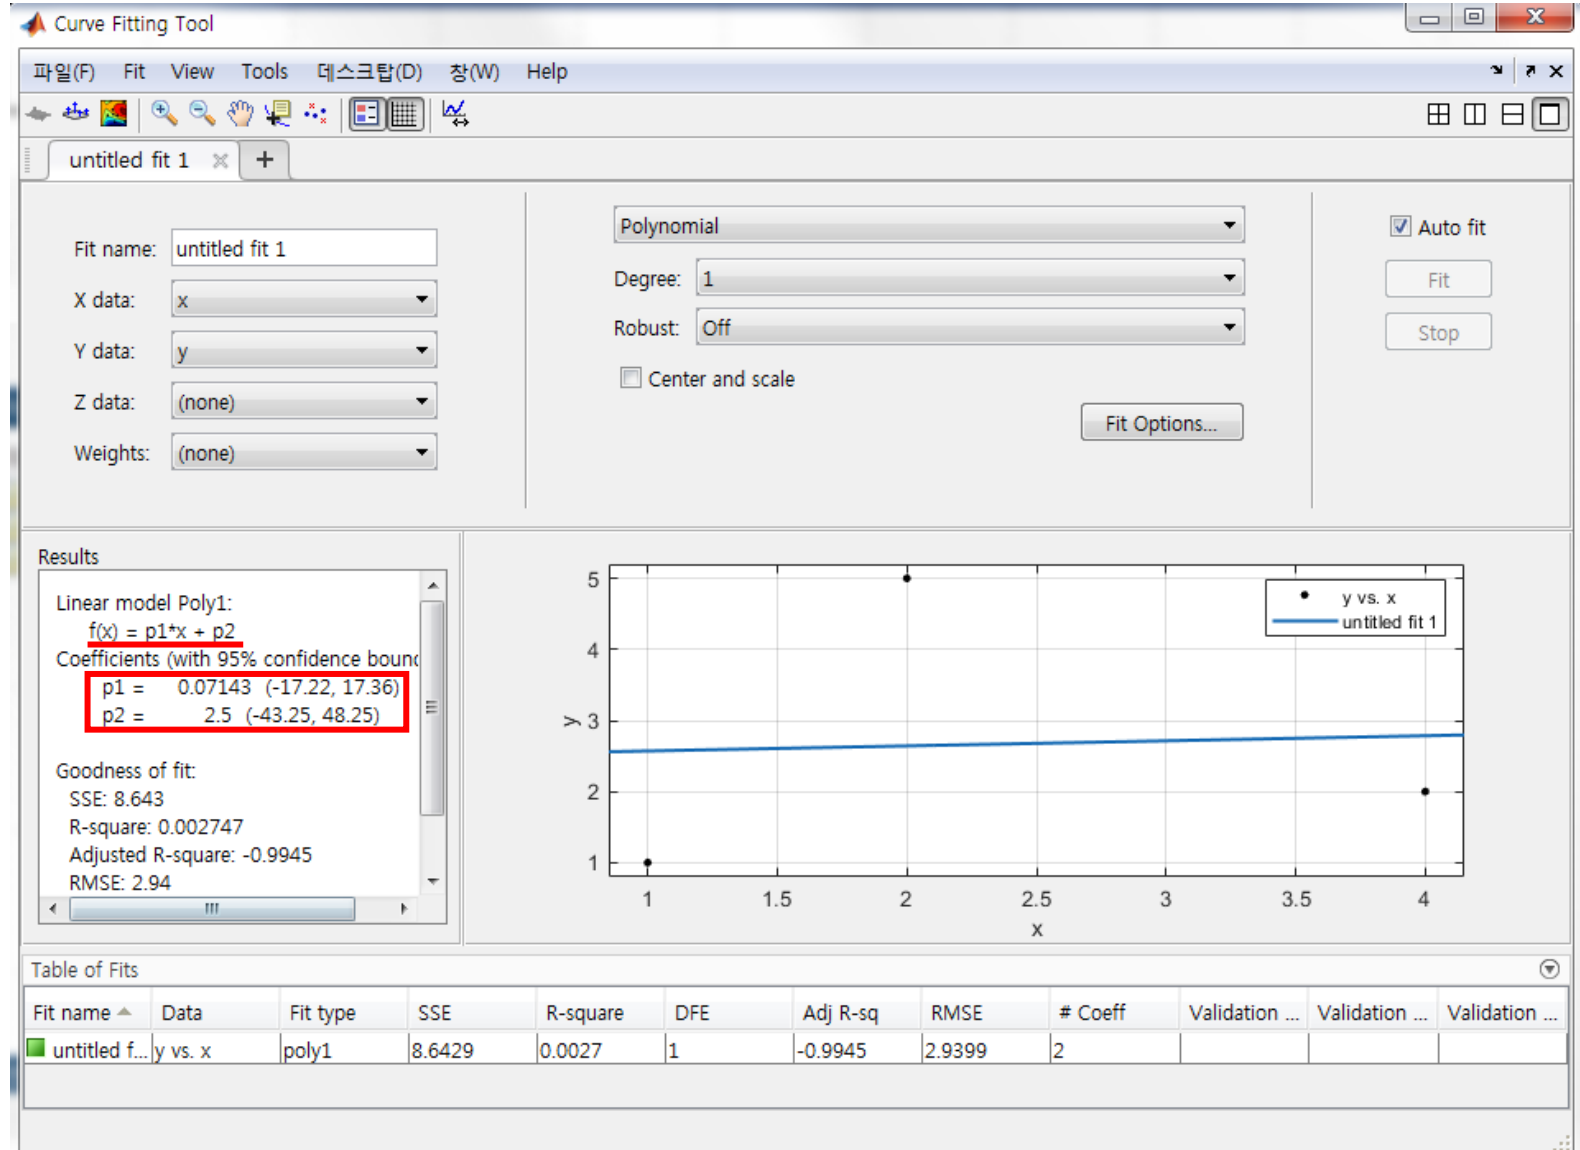 Curve Fitting Tool
파일(F) Fit View Tools 데스크탑(D) 창(W) Help
untitled fit 1
Fit name: untitled fit 1
X data: x
Y data: y
Z data: (none)
Weights: (none)
Polynomial
Degree: 1
Robust: Off
Center and scale
Fit Options...
Auto fit
Fit
Stop
Results
Linear model Poly1:
f(x) = p1*x + p2
Coefficients (with 95% confidence bounc
p1 = 0.07143 (-17.22, 17.36)
p2 = 2.5 (-43.25, 48.25)
Goodness of fit:
SSE: 8.643
R-square: 0.002747
Adjusted R-square: -0.9945
RMSE: 2.94
5
4
3
2
1
y
1 1.5 2 2.5 3 3.5 4
x
y vs. x
untitled fit 1
Table of Fits
Fit name Data Fit type SSE R-square DFE Adj R-sq RMSE # Coeff Validation ... Validation ... Validation ...
untitled f... y vs. x poly1 8.6429 0.0027 1 -0.9945 2.9399 2